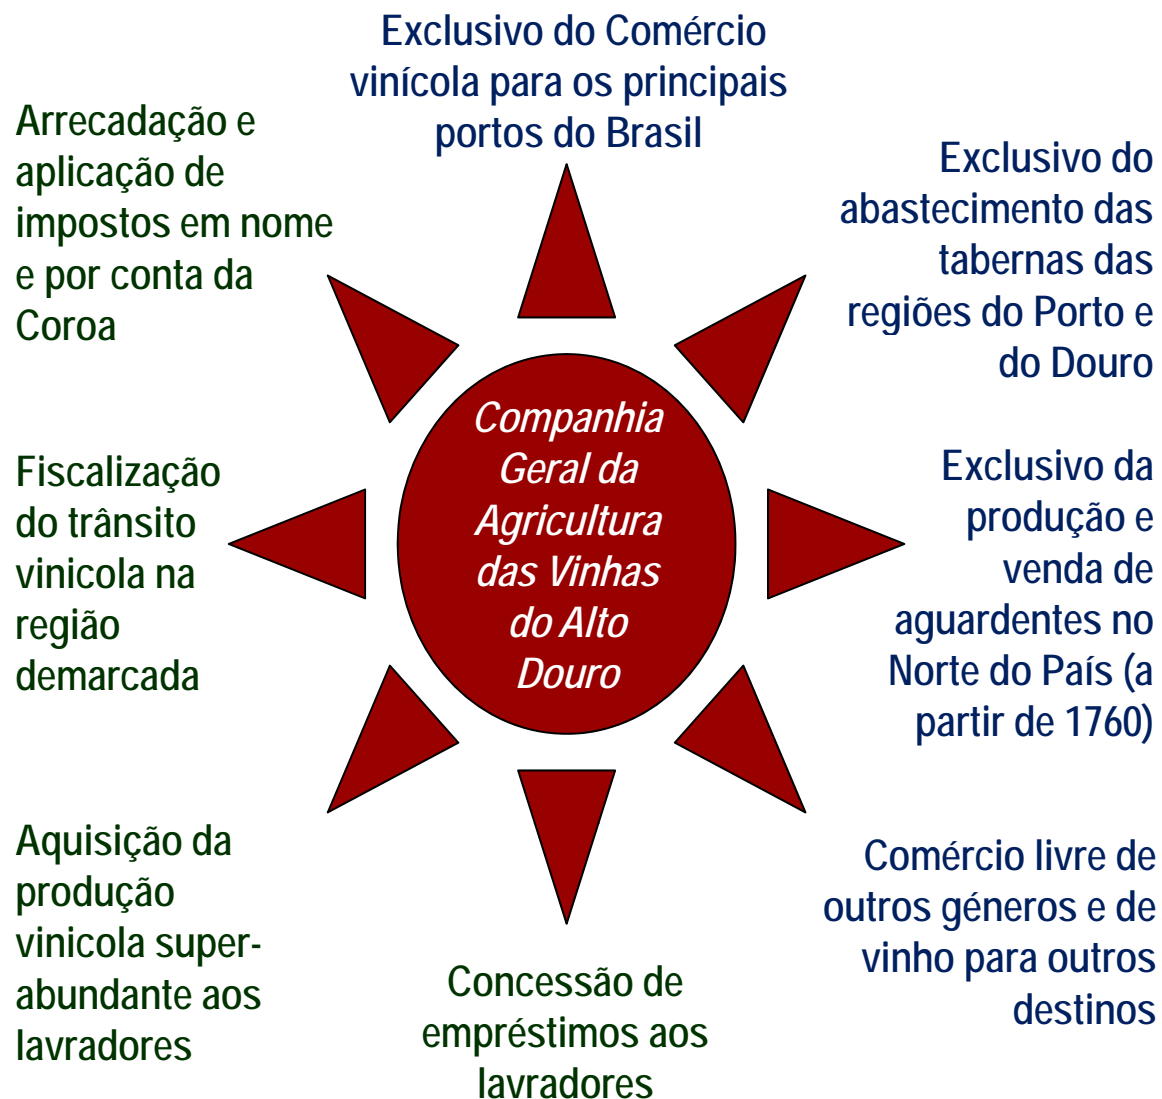 Exclusivo do Comércio
vinícola para os principais
portos do Brasil
Arrecadação e
aplicação de
impostos em nome
e por conta da
Coroa
Exclusivo do
abastecimento das
tabernas das
regiões do Porto e
do Douro
Companhia
Geral da
Agricultura
das Vinhas
do Alto
Douro
Fiscalização
do trânsito
vinicola na
região
demarcada
Exclusivo da
produção e
venda de
aguardentes no
Norte do País (a
partir de 1760)
Aquisição da
produção
vinicola super-
abundante aos
lavradores
Concessão de
empréstimos aos
lavradores
Comércio livre de
outros géneros e de
vinho para outros
destinos